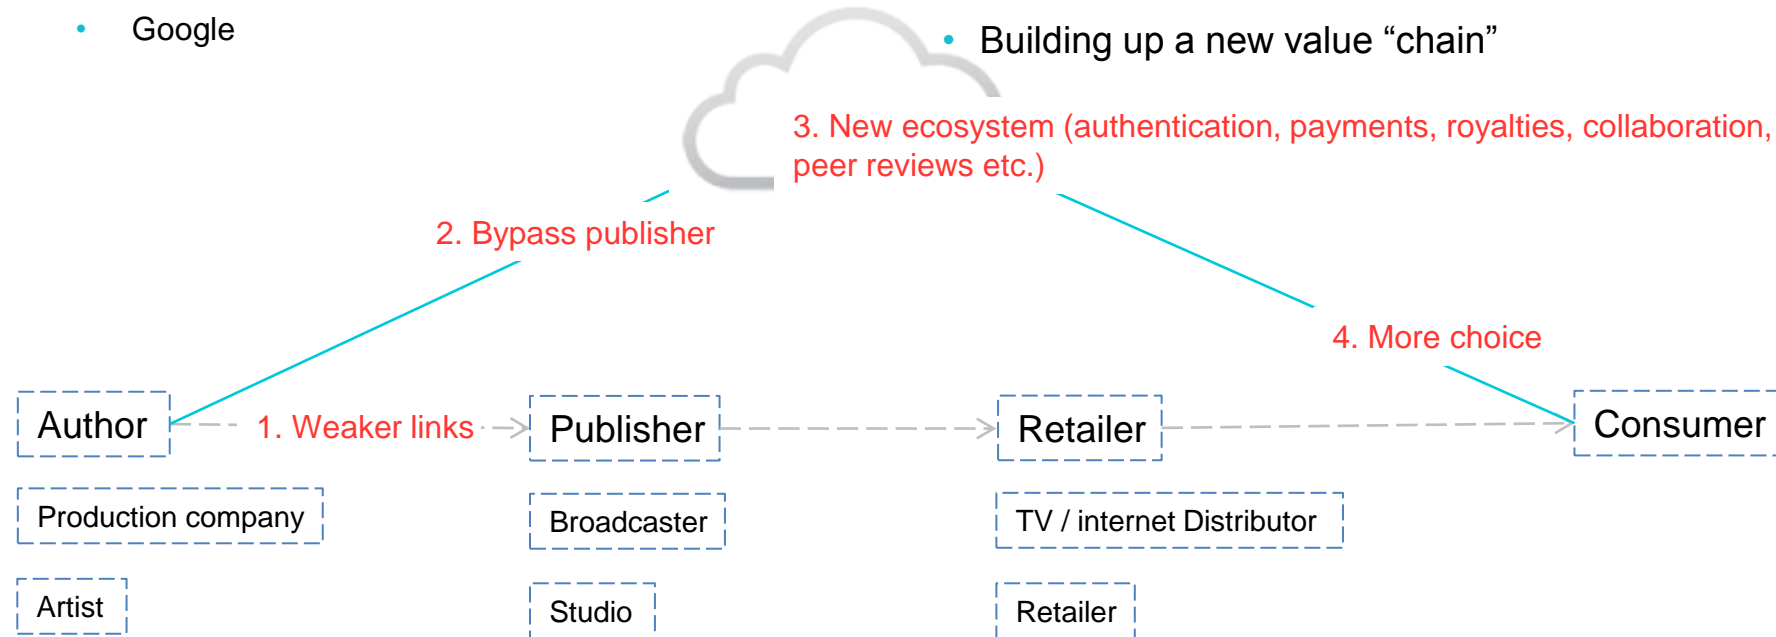 • Google
• Building up a new value “chain”
3. New ecosystem (authentication, payments, royalties, collaboration,
peer reviews etc.)
2. Bypass publisher
4. More choice
Author
1. Weaker links
Publisher
Retailer
Consumer
Production company
Broadcaster
TV / internet Distributor
Artist
Studio
Retailer